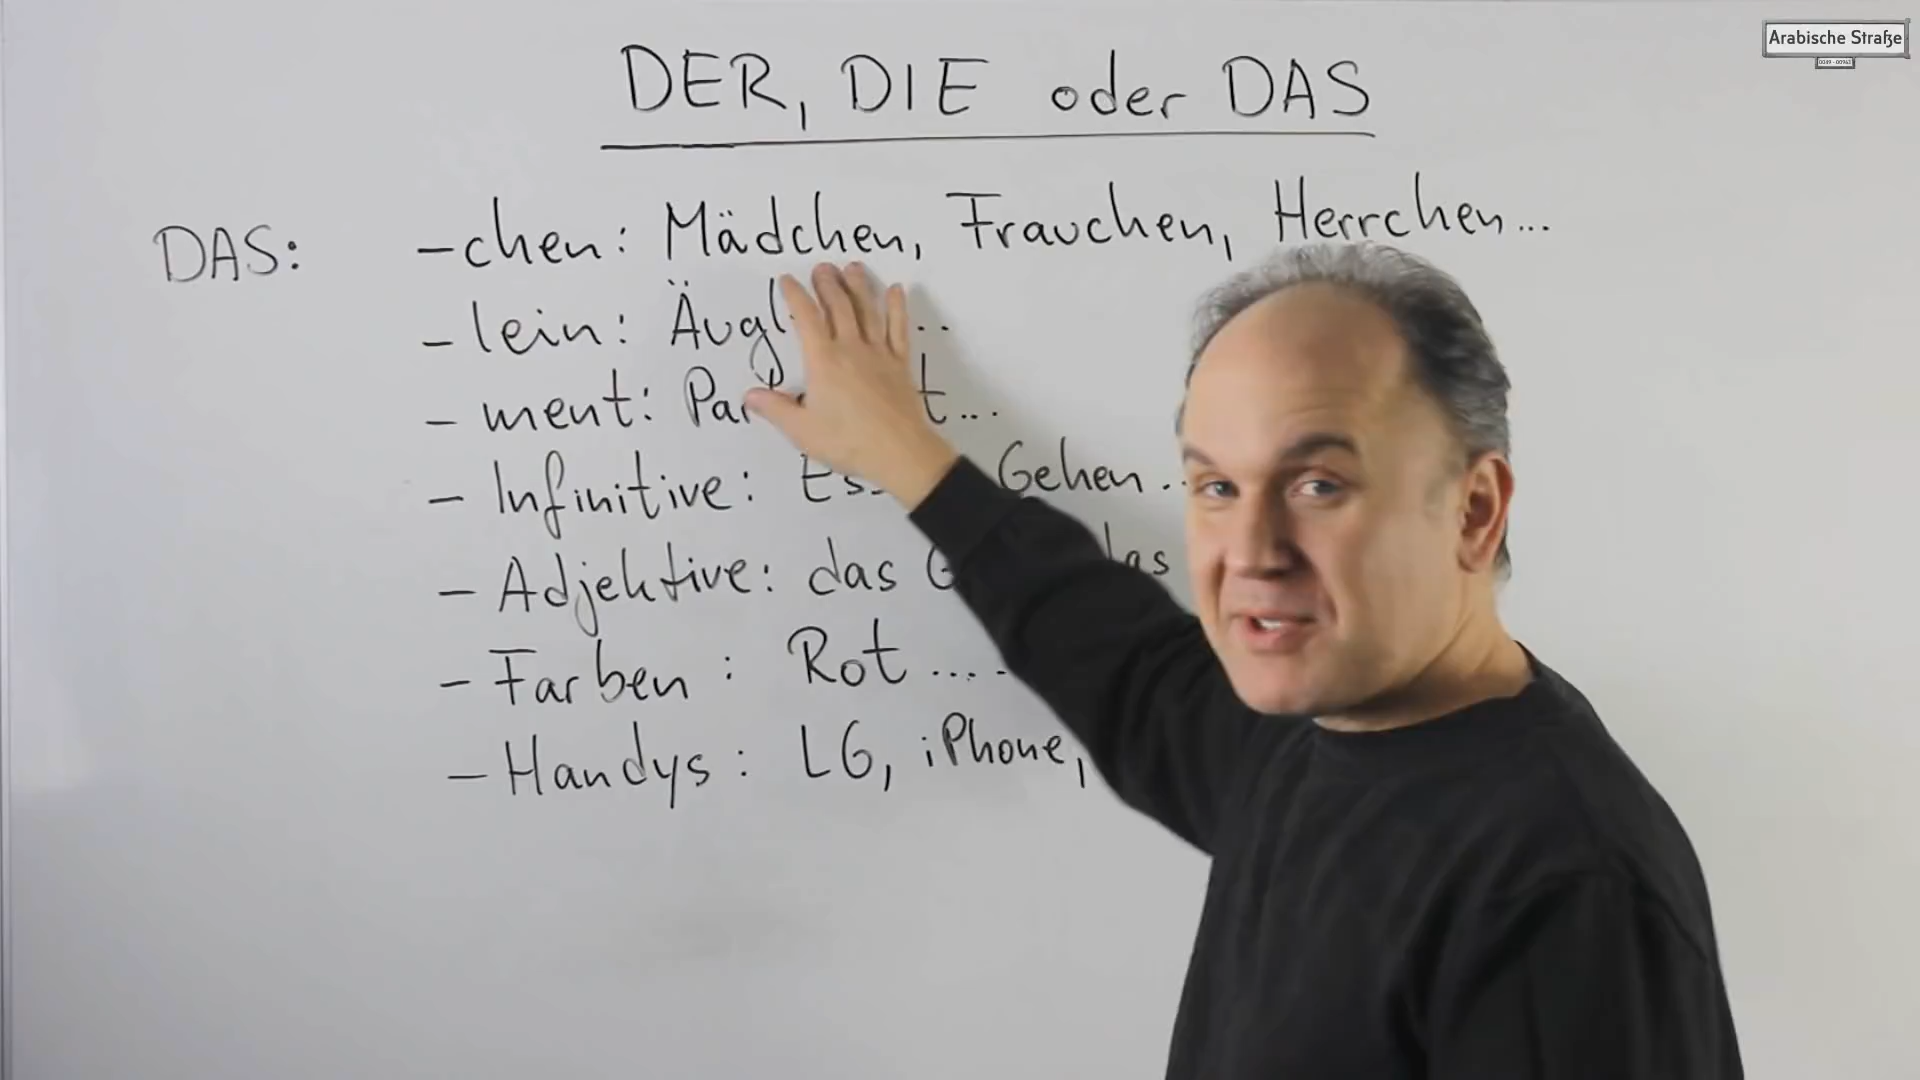 Arabische Straße
DER, DIE oder DAS
DAS: -chen: Mädchen, Frauchen, Herrchen...
- lein: ...
- ment: ...
- Infinitive: Gehen ..
- Adjektive: das das
- Farben : Rot ....-
- Handys : LG, iPhone,